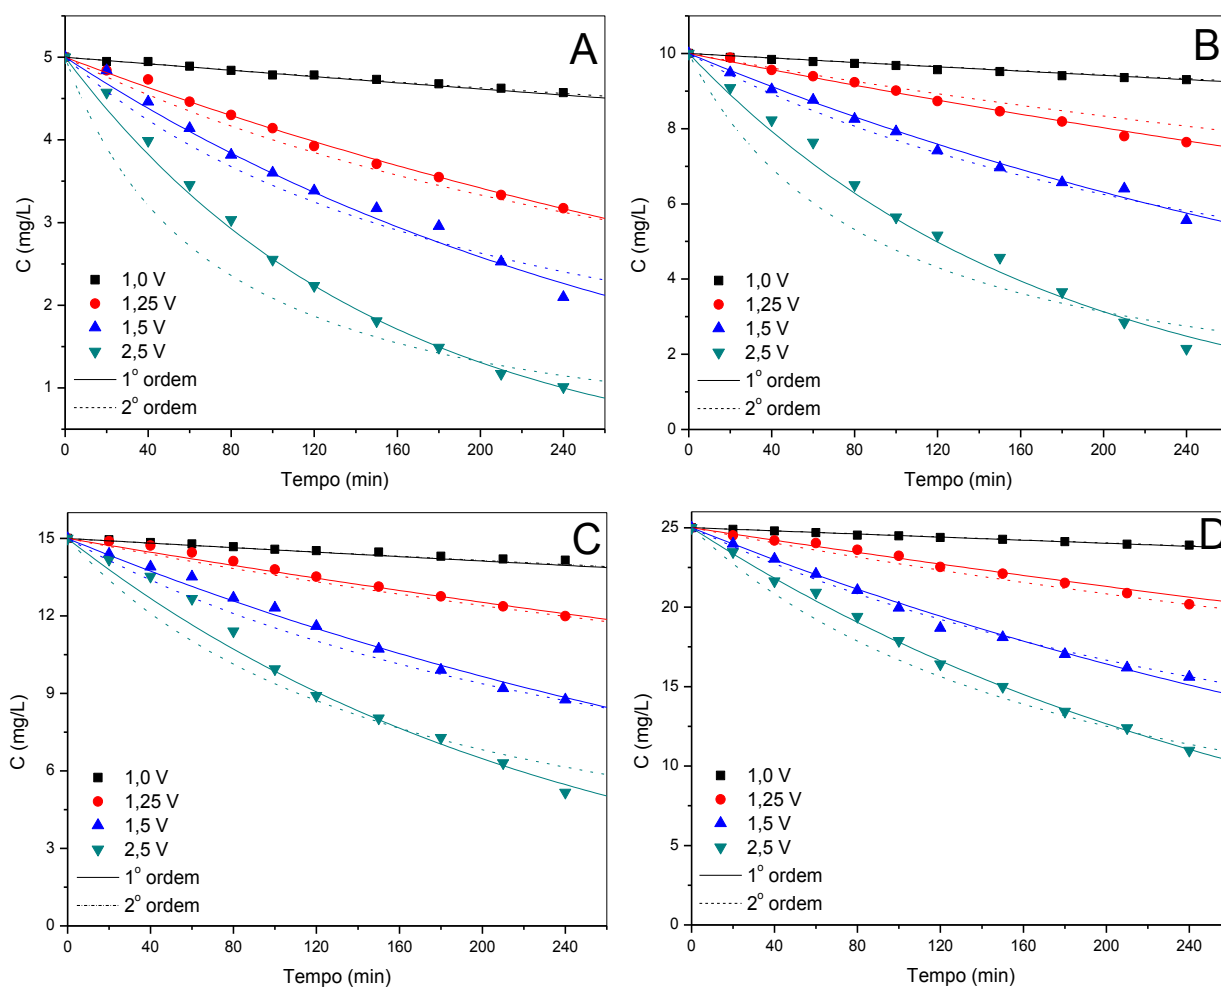 A
5
4
3
2
1
C (mg/L)
1,0 V
1,25 V
1,5 V
2,5 V
1° ordem
2° ordem
0 40 80 120 160 200 240
Tempo (min)
B
10
8
6
4
2
0
C (mg/L)
1,0 V
1,25 V
1,5 V
2,5 V
1° ordem
2° ordem
0 40 80 120 160 200 240
Tempo (min)
C
15
12
9
6
3
0
C (mg/L)
1,0 V
1,25 V
1,5 V
2,5 V
1° ordem
2° ordem
0 40 80 120 160 200 240
Tempo (min)
D
25
20
15
10
5
0
C (mg/L)
1,0 V
1,25 V
1,5 V
2,5 V
1° ordem
2° ordem
0 40 80 120 160 200 240
Tempo (min)